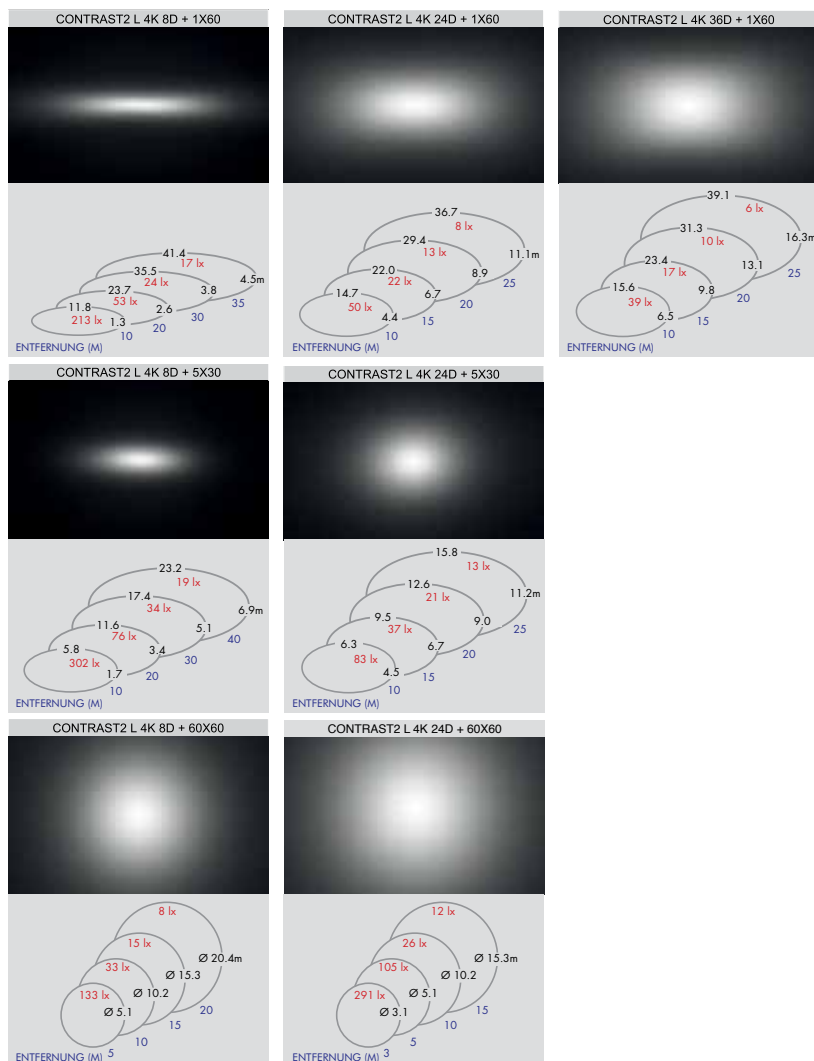 CONTRAST2 L 4K 8D + 1X60
41.4
17 lx
35.5
24 lx
4.5m
23.7
53 lx
3.8
35
11.8
213 lx
2.6
30
1.3
20
10
ENTFERNUNG (M)
CONTRAST2 L 4K 24D + 1X60
36.7
8 lx
29.4
13 lx
11.1m
22.0
22 lx
8.9
25
14.7
50 lx
6.7
20
4.4
15
10
ENTFERNUNG (M)
CONTRAST2 L 4K 36D + 1X60
39.1
6 lx
31.3
10 lx
16.3m
23.4
17 lx
13.1
25
15.6
39 lx
9.8
20
6.5
15
10
ENTFERNUNG (M)
CONTRAST2 L 4K 8D + 5X30
23.2
19 lx
17.4
34 lx
6.9m
11.6
76 lx
5.1
40
5.8
302 lx
3.4
30
1.7
20
10
ENTFERNUNG (M)
CONTRAST2 L 4K 24D + 5X30
15.8
13 lx
12.6
21 lx
11.2m
9.5
37 lx
9.0
25
6.3
83 lx
6.7
20
4.5
15
10
ENTFERNUNG (M)
CONTRAST2 L 4K 8D + 60X60
8 lx
15 lx
Ø 20.4m
33 lx
Ø 15.3
133 lx
Ø 10.2
20
Ø 5.1
15
10
ENTFERNUNG (M) 5
CONTRAST2 L 4K 24D + 60X60
12 lx
26 lx
Ø 15.3m
105 lx
Ø 10.2
291 lx
Ø 5.1
15
Ø 3.1
10
5
ENTFERNUNG (M) 3